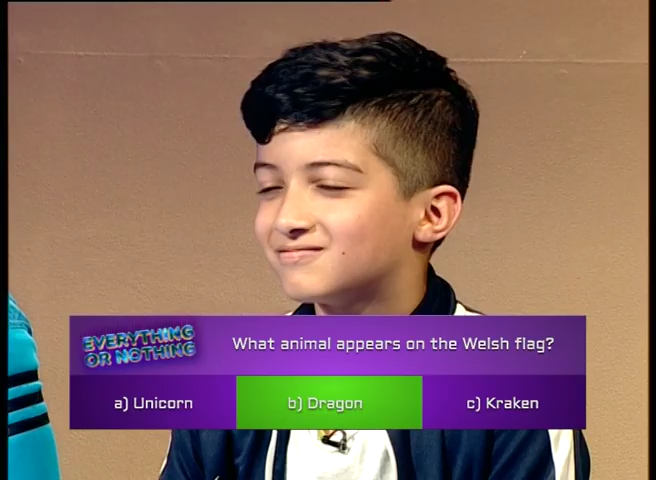 EVERYTHING
OR NOTHING
What animal appears on the Welsh flag?
a) Unicorn
b) Dragon
c) Kraken